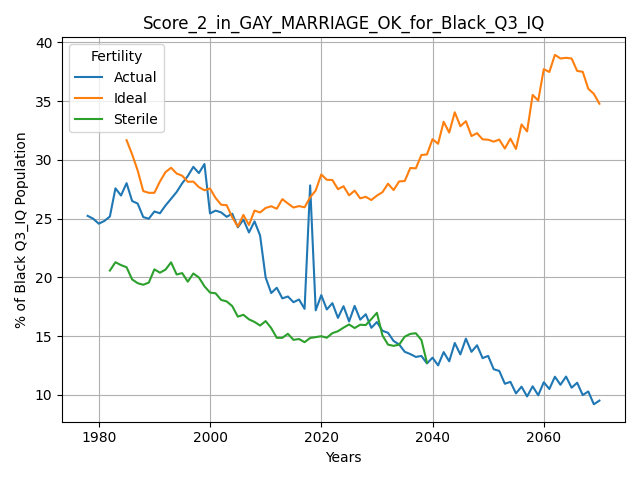 Score_2_in_GAY_MARRIAGE_OK_for_Black_Q3_IQ
Fertility
Actual
Ideal
Sterile
% of Black Q3_IQ Population
40
35
30
25
20
15
10
1980
2000
2020
2040
2060
Years